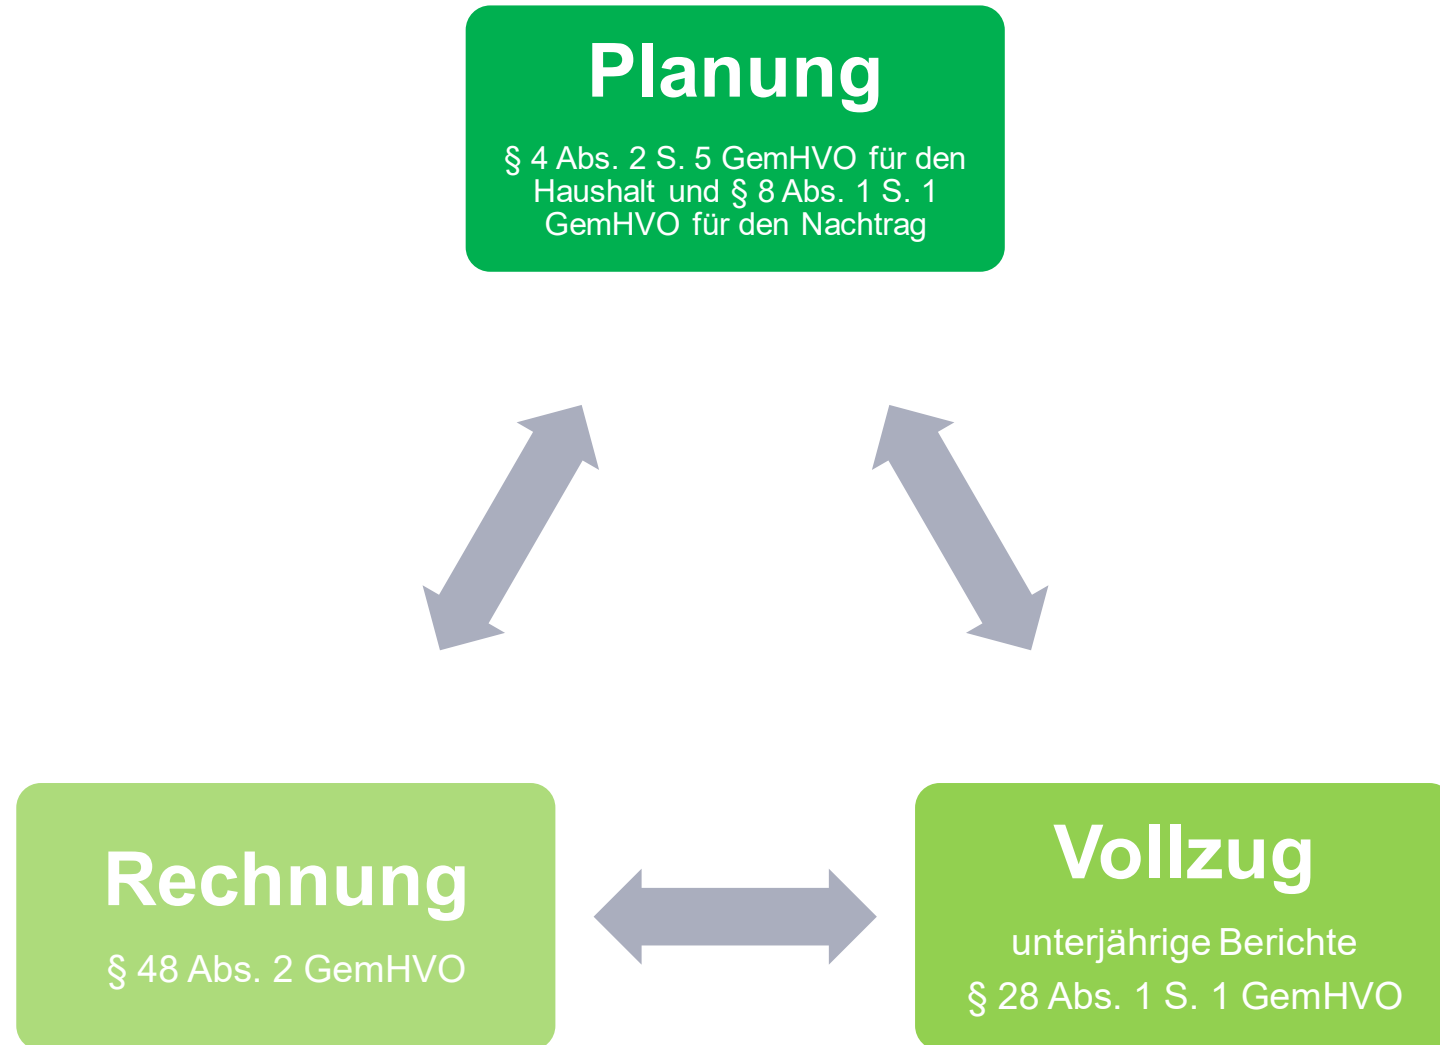 Planung
§ 4 Abs. 2 S. 5 GemHVO für den
Haushalt und § 8 Abs. 1 S. 1
GemHVO für den Nachtrag
Rechnung
§ 48 Abs. 2 GemHVO
Vollzug
unterjährige Berichte
§ 28 Abs. 1 S. 1 GemHVO